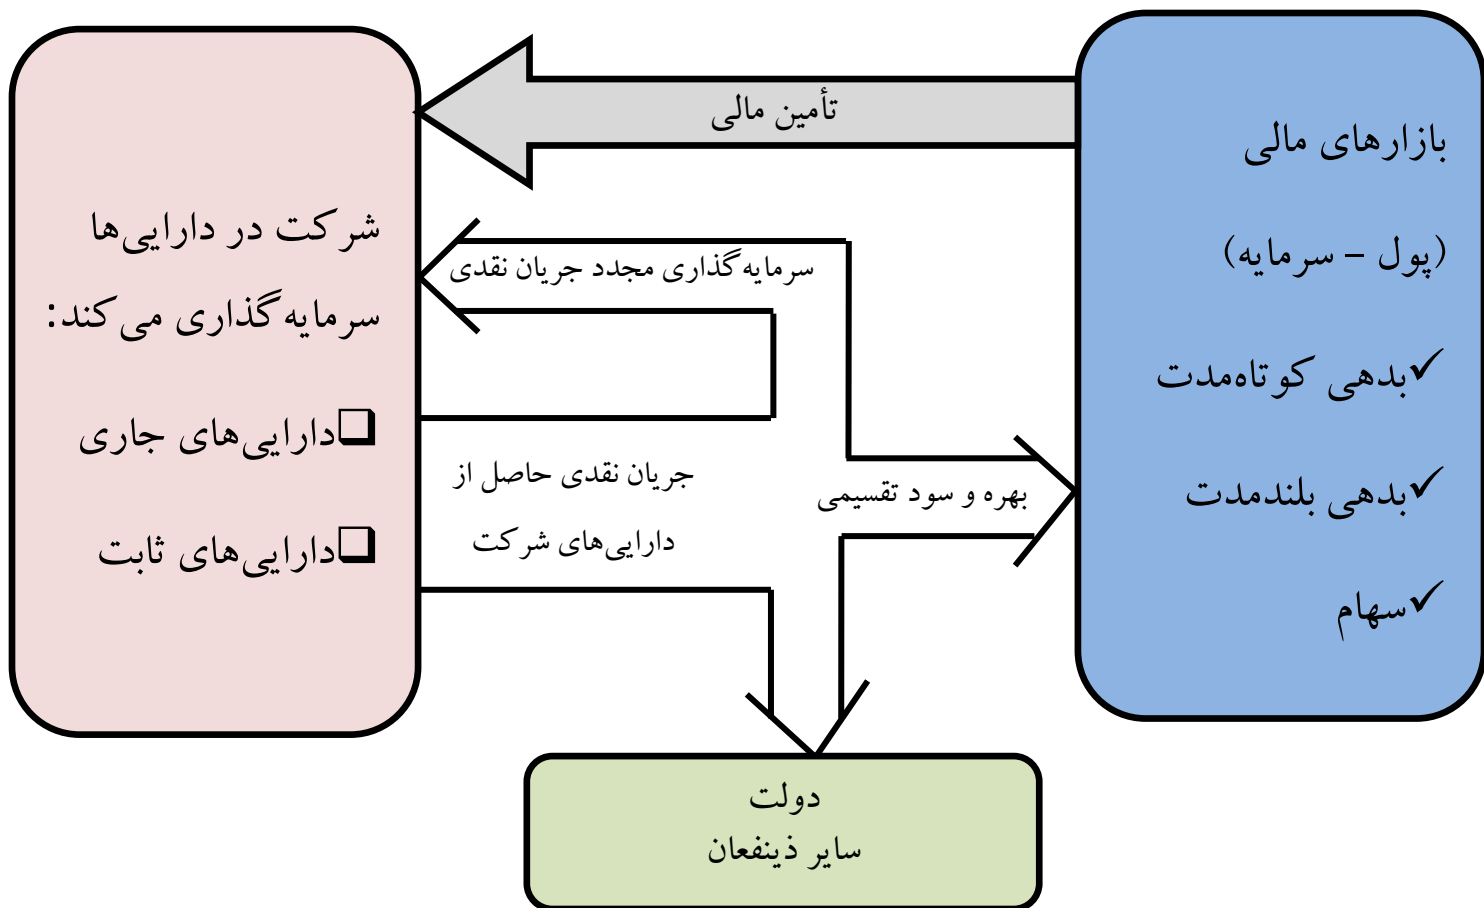 تأمین مالی
بازارهای مالی
(پول – سرمایه)
✓بدهی کوتاه‌مدت
✓بدهی بلندمدت
✓سهام
شرکت در دارایی‌ها
سرمایه‌گذاری می‌کند:
❑دارایی‌های جاری
❑دارایی‌های ثابت
سرمایه‌گذاری مجدد جریان نقدی
جریان نقدی حاصل از
دارایی‌های شرکت
بهره و سود تقسیمی
دولت
سایر ذینفعان